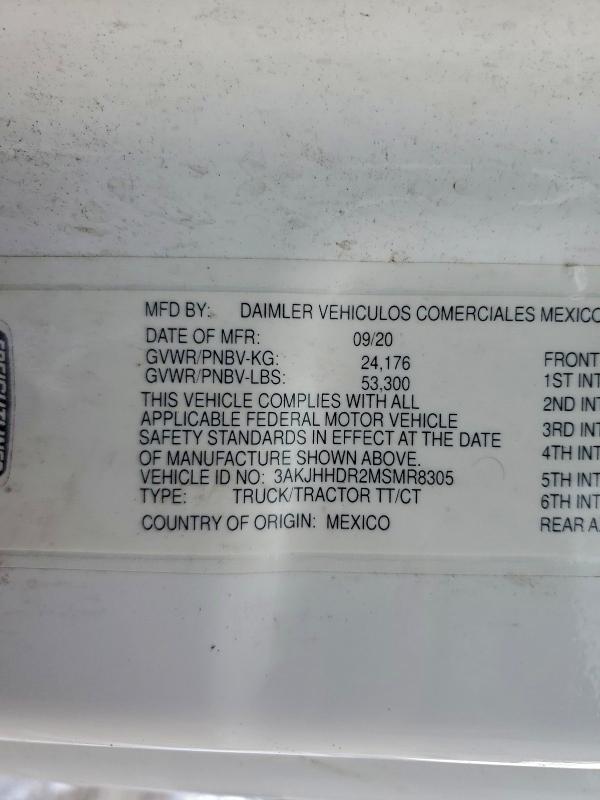 MFD BY: DAIMLER VEHICULOS COMERCIALES MEXICO
DATE OF MFR: 09/20
GVWR/PNBV-KG: 24,176
GVWR/PNBV-LBS: 53,300
THIS VEHICLE COMPLIES WITH ALL
APPLICABLE FEDERAL MOTOR VEHICLE
SAFETY STANDARDS IN EFFECT AT THE DATE
OF MANUFACTURE SHOWN ABOVE.
VEHICLE ID NO: 3AKJHHDR2MSMR8305
TYPE: TRUCK/TRACTOR TT/CT
COUNTRY OF ORIGIN: MEXICO
FRONT
1ST INT
2ND INT
3RD INT
4TH INT
5TH INT
6TH INT
REAR A
FREIGHTLINER